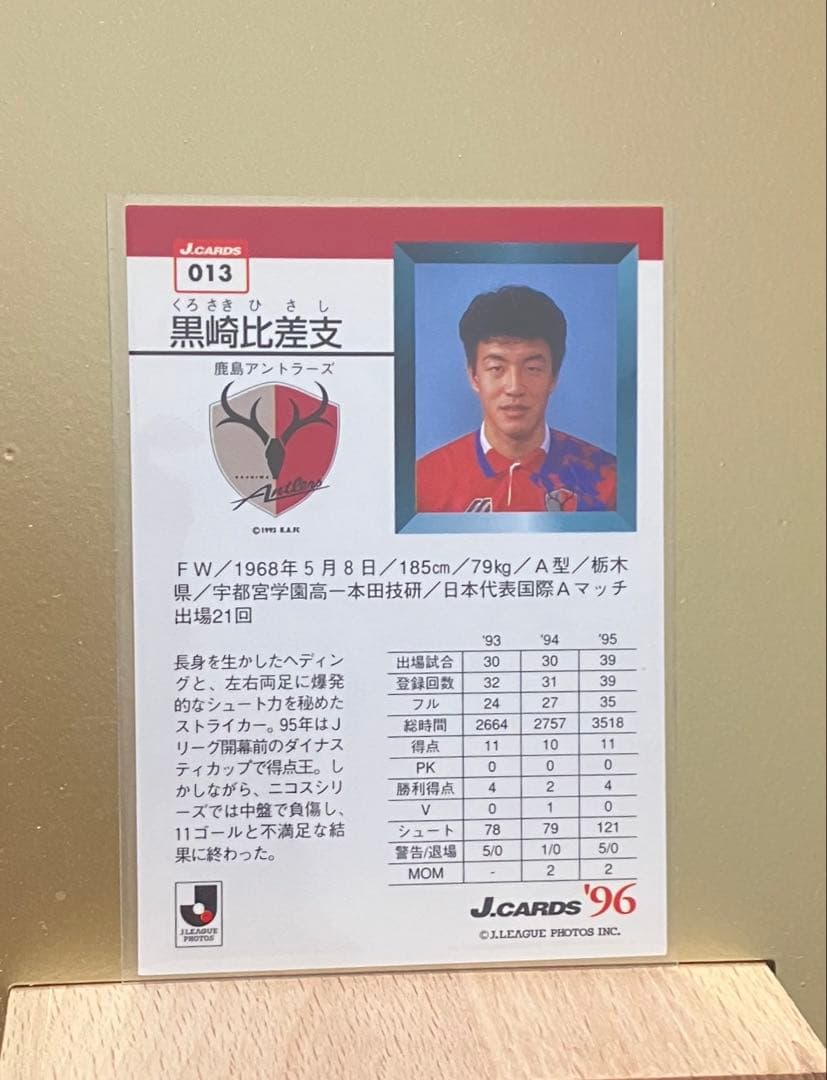 J.CARDS
013
くろさき ひ さ し
黒崎比差支
鹿島アントラーズ
KASHIMA
Antlers
©1992 K.A.FC
FW／1968年5月8日／185cm／79kg／A型／栃木
県／宇都宮学園高ー本田技研／日本代表国際Aマッチ
出場21回
長身を生かしたヘディン
グと、左右両足に爆発
的なシュート力を秘めた
ストライカー。95年はJ
リーグ開幕前のダイナス
ティカップで得点王。し
かしながら、ニコスシリ
ーズでは中盤で負傷し、
11ゴールと不満足な結
果に終わった。
'93 '94 '95
出場試合 30 30 39
登録回数 32 31 39
フル 24 27 35
総時間 2664 2757 3518
得点 11 10 11
PK 0 0 0
勝利得点 4 2 4
V 0 1 0
シュート 78 79 121
警告/退場 5/0 1/0 5/0
MOM - 2 2
J.LEAGUE
PHOTOS
J.CARDS '96
©J.LEAGUE PHOTOS INC.